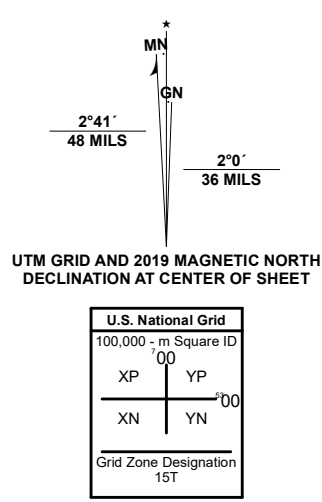 ★
MN
GN
2°41´
48 MILS
2°0´
36 MILS
UTM GRID AND 2019 MAGNETIC NORTH
DECLINATION AT CENTER OF SHEET
U.S. National Grid
100,000 - m Square ID
⁷00
XP YP
⁵³00
XN YN
Grid Zone Designation
15T